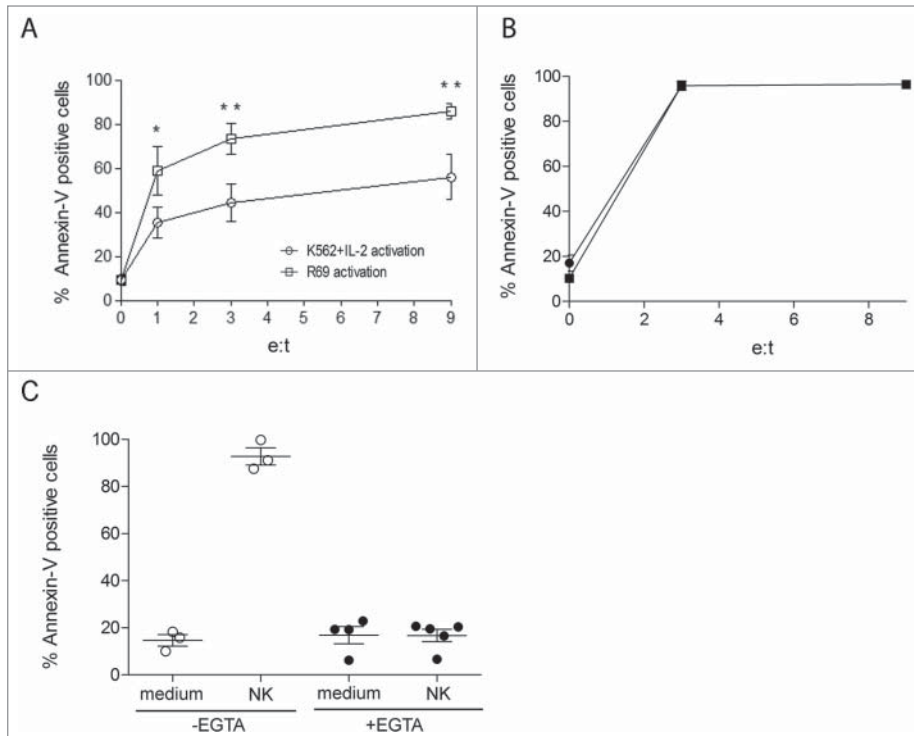 A
% Annexin-V positive cells
100
80
60
40
20
0
*
* *
* *
K562+IL-2 activation
R69 activation
0 1 2 3 4 5 6 7 8 9
e:t
B
% Annexin-V positive cells
100
80
60
40
20
0
0 2 4 6 8
e:t
C
% Annexin-V positive cells
100
80
60
40
20
0
medium NK medium NK
-EGTA +EGTA